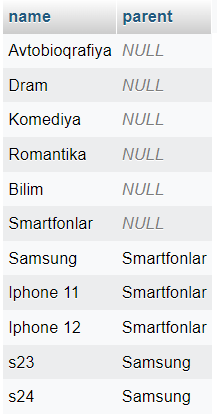 name parent
Avtobioqrafiya NULL
Dram NULL
Komediya NULL
Romantika NULL
Bilim NULL
Smartfonlar NULL
Samsung Smartfonlar
Iphone 11 Smartfonlar
Iphone 12 Smartfonlar
s23 Samsung
s24 Samsung